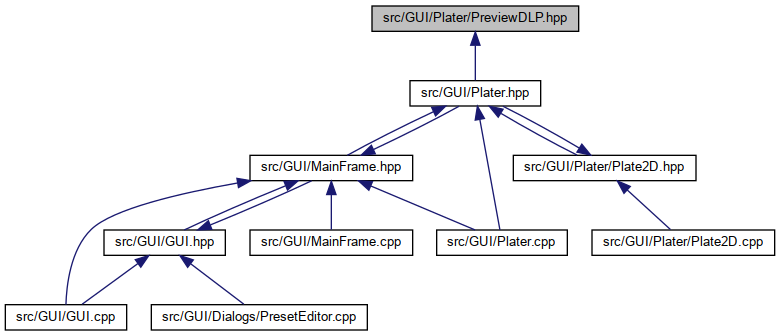 src/GUI/Plater/PreviewDLP.hpp
src/GUI/Plater.hpp
src/GUI/MainFrame.hpp
src/GUI/Plater/Plate2D.hpp
src/GUI/GUI.hpp
src/GUI/MainFrame.cpp
src/GUI/Plater.cpp
src/GUI/Plater/Plate2D.cpp
src/GUI/GUI.cpp
src/GUI/Dialogs/PresetEditor.cpp